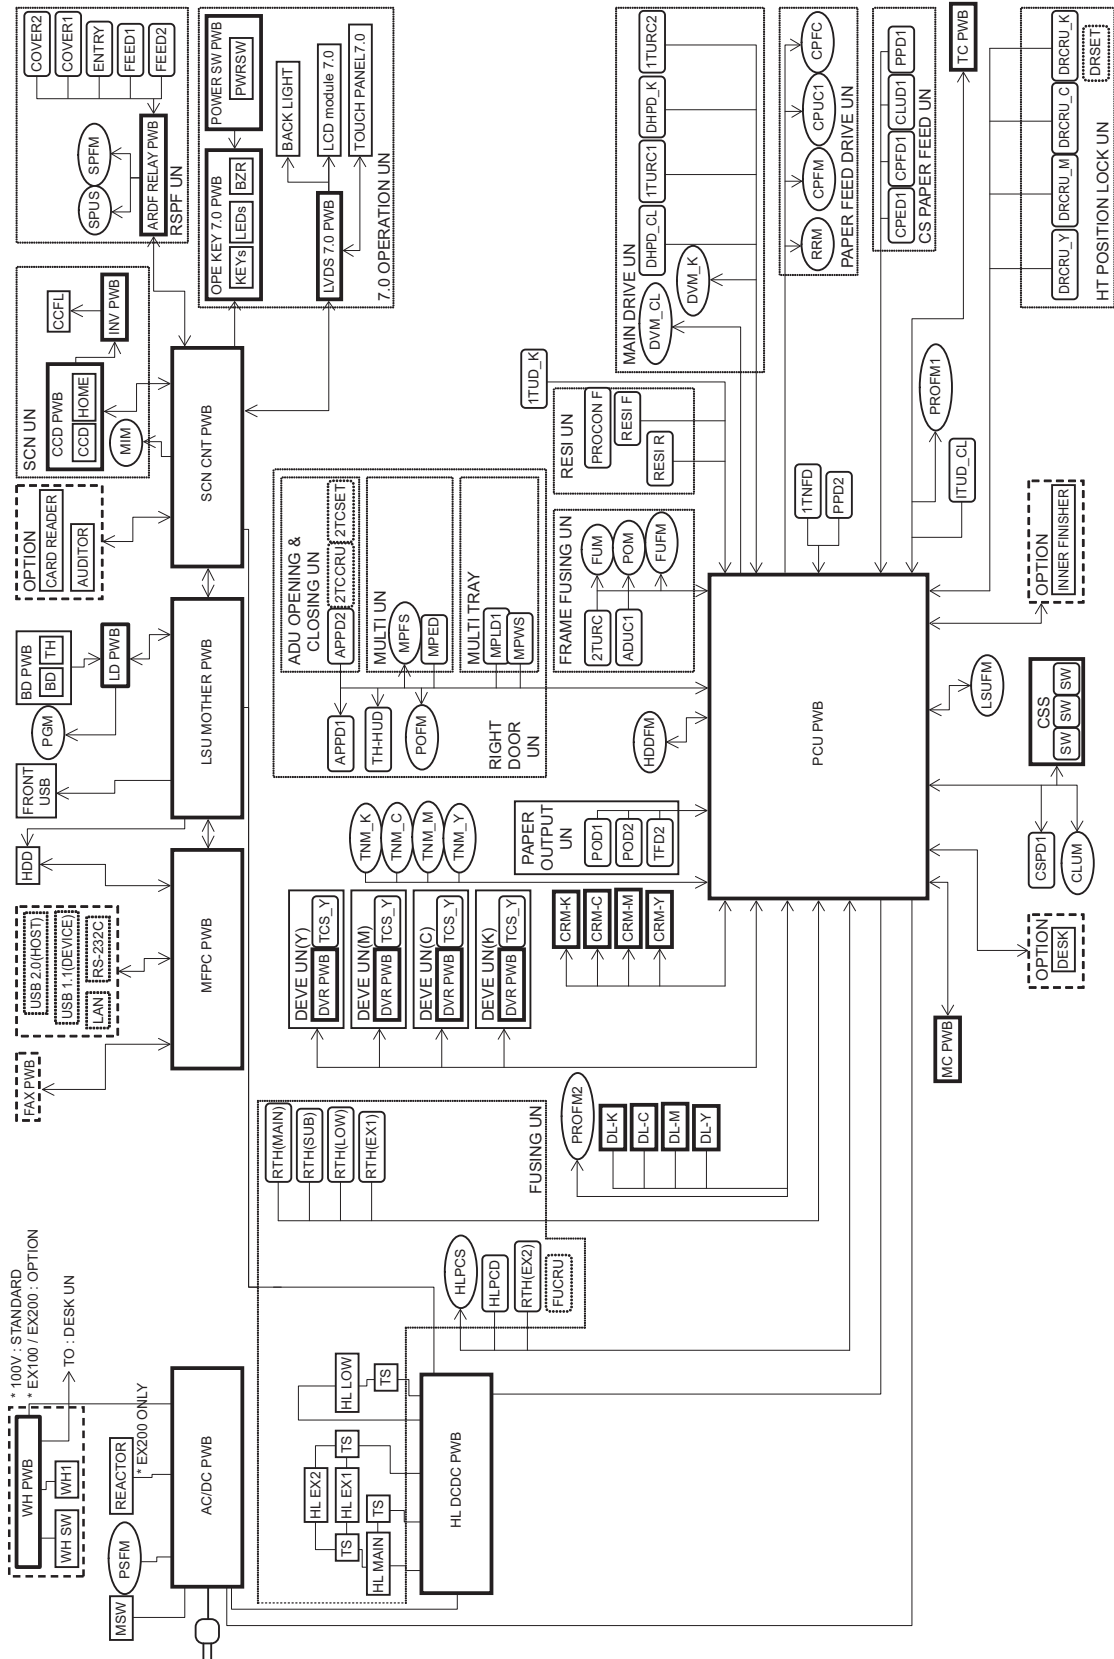 * 100V : STANDARD
* EX100 / EX200 : OPTION
WH PWB
WH SW
WH1
TO : DESK UN
MSW
PSFM
REACTOR
* EX200 ONLY
AC/DC PWB
FAX PWB
USB 2.0(HOST)
USB 1.1(DEVICE)
LAN
RS-232C
MFPC PWB
HDD
FRONT
USB
PGM
BD PWB
BD
TH
LD PWB
LSU MOTHER PWB
OPTION
CARD READER
AUDITOR
SCN UN
CCD PWB
CCD
HOME
MIM
INV PWB
CCFL
SCN CNT PWB
COVER2
COVER1
ENTRY
FEED1
FEED2
SPUS
SPFM
ARDF RELAY PWB
RSPF UN
POWER SW PWB
PWRSW
OPE KEY 7.0 PWB
KEYs
LEDs
BZR
BACK LIGHT
LCD module 7.0
TOUCH PANEL7.0
LVDS 7.0 PWB
7.0 OPERATION UN
FUSING UN
RTH(MAIN)
RTH(SUB)
RTH(LOW)
RTH(EX1)
HLPCS
HLPCD
RTH(EX2)
FUCRU
HL LOW
TS
HL EX2
TS
HL EX1
TS
TS
HL MAIN
HL DCDC PWB
DEVE UN(Y)
DVR PWB
TCS_Y
DEVE UN(M)
DVR PWB
TCS_Y
DEVE UN(C)
DVR PWB
TCS_Y
DEVE UN(K)
DVR PWB
TCS_Y
TNM_K
TNM_C
TNM_M
TNM_Y
PROFM2
DL-K
DL-C
DL-M
DL-Y
CRM-K
CRM-C
CRM-M
CRM-Y
PAPER
OUTPUT
UN
POD1
POD2
TFD2
ADU OPENING &
CLOSING UN
APPD2
2TCCRU
2TCSET
MULTI UN
MPFS
MPED
MULTI TRAY
MPLD1
MPWS
APPD1
TH-HUD
POFM
RIGHT
DOOR
UN
HDDFM
FRAME FUSING UN
2TURC
ADUC1
FUM
POM
FUFM
RESI UN
PROCON F
RESI F
RESI R
1TUD_K
MAIN DRIVE UN
DVM_CL
DVM_K
DHPD_CL
1TURC1
DHPD_K
1TURC2
PAPER FEED DRIVE UN
RRM
CPFM
CPUC1
CPFC
CS PAPER FEED UN
CPED1
CPFD1
CLUD1
PPD1
1TNFD
PPD2
PCU PWB
PROFM1
ITUD_CL
TC PWB
HT POSITION LOCK UN
DRCRU_Y
DRCRU_M
DRCRU_C
DRCRU_K
DRSET
OPTION
INNER FINISHER
LSUFM
CSS
SW
SW
SW
CSPD1
CLUM
OPTION
DESK
MC PWB